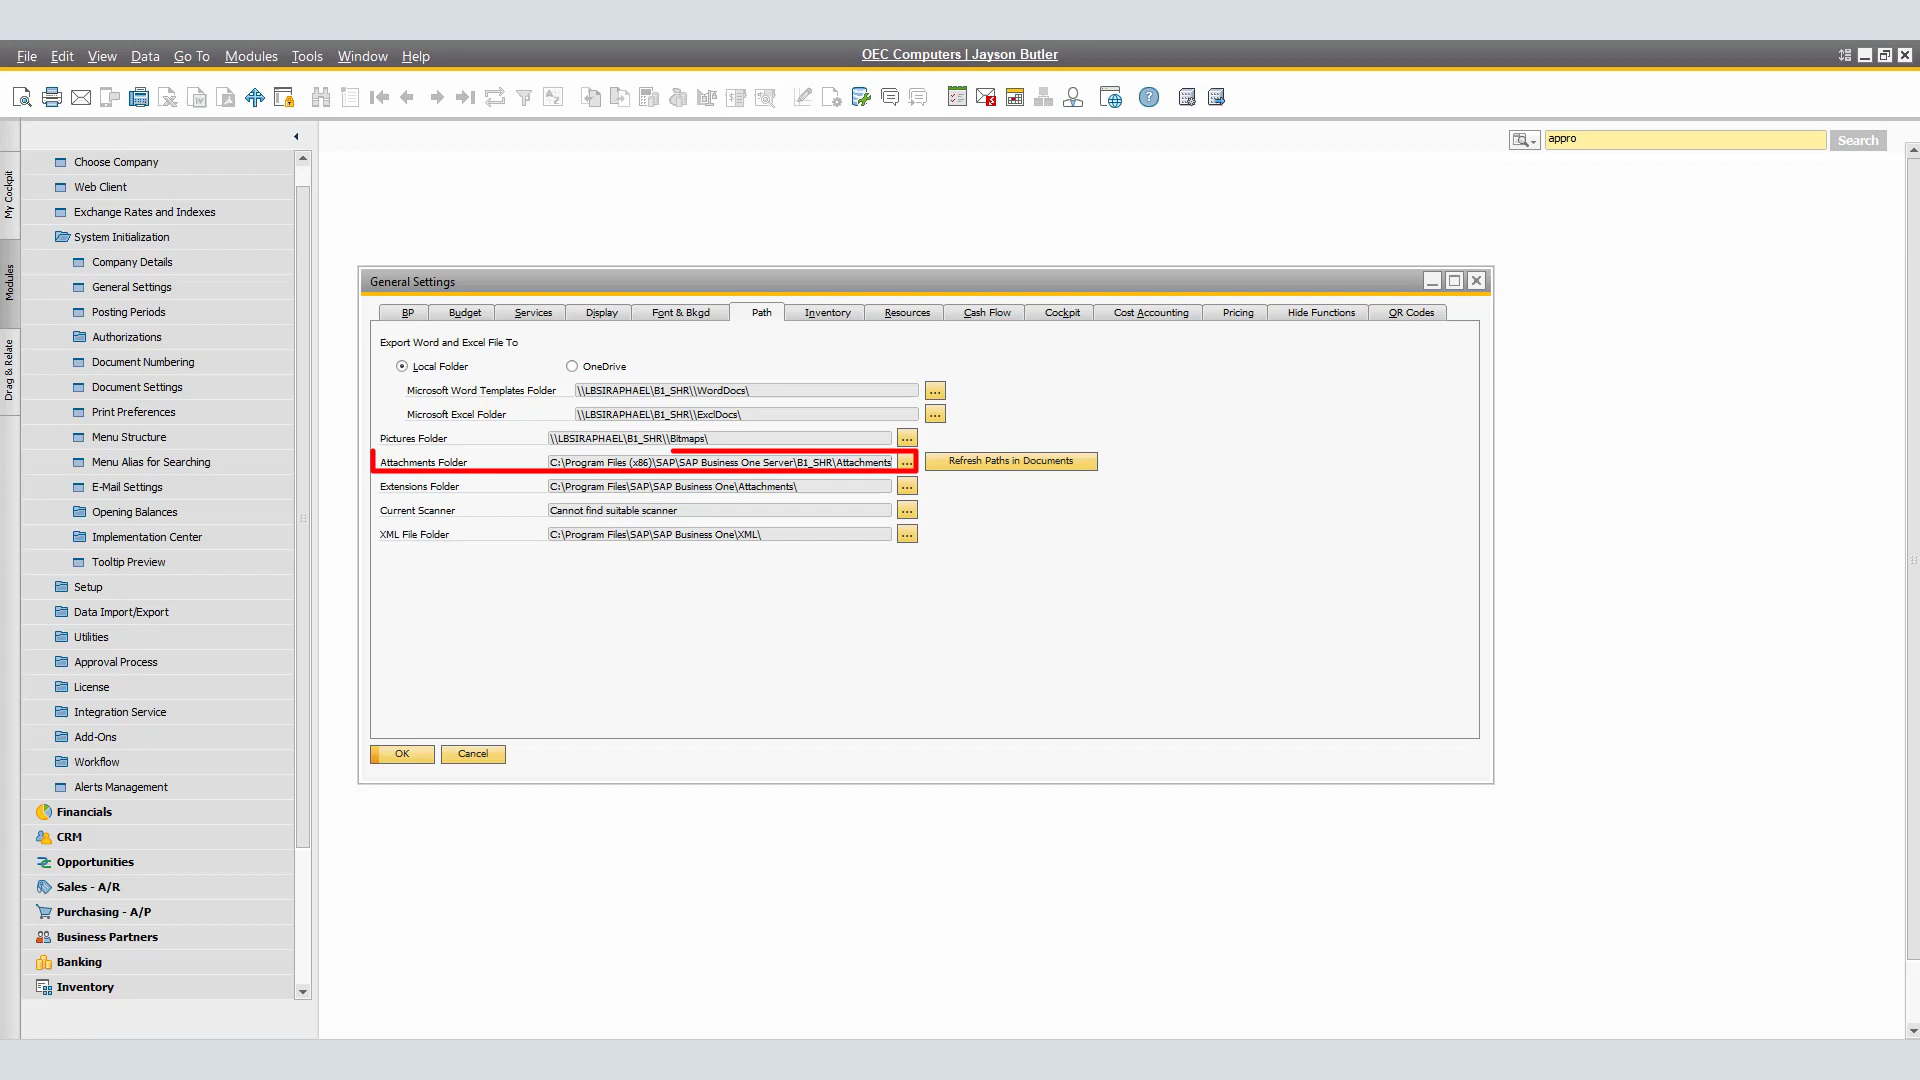 File Edit View Data Go To Modules Tools Window Help
OEC Computers | Jayson Butler
appro
Search
My Cockpit
Modules
Drag & Relate
Choose Company
Web Client
Exchange Rates and Indexes
System Initialization
Company Details
General Settings
Posting Periods
Authorizations
Document Numbering
Document Settings
Print Preferences
Menu Structure
Menu Alias for Searching
E-Mail Settings
Opening Balances
Implementation Center
Tooltip Preview
Setup
Data Import/Export
Utilities
Approval Process
License
Integration Service
Add-Ons
Workflow
Alerts Management
Financials
CRM
Opportunities
Sales - A/R
Purchasing - A/P
Business Partners
Banking
Inventory
General Settings
BP Budget Services Display Font & Bkgd Path Inventory Resources Cash Flow Cockpit Cost Accounting Pricing Hide Functions QR Codes
Export Word and Excel File To
Local Folder OneDrive
Microsoft Word Templates Folder \\LBSIRAPHAEL\B1_SHR\\WordDocs\ ...
Microsoft Excel Folder \\LBSIRAPHAEL\B1_SHR\\ExclDocs\ ...
Pictures Folder \\LBSIRAPHAEL\B1_SHR\\Bitmaps\ ...
Attachments Folder C:\Program Files (x86)\SAP\SAP Business One Server\B1_SHR\Attachments ... Refresh Paths in Documents
Extensions Folder C:\Program Files\SAP\SAP Business One\Attachments\ ...
Current Scanner Cannot find suitable scanner ...
XML File Folder C:\Program Files\SAP\SAP Business One\XML\ ...
OK Cancel